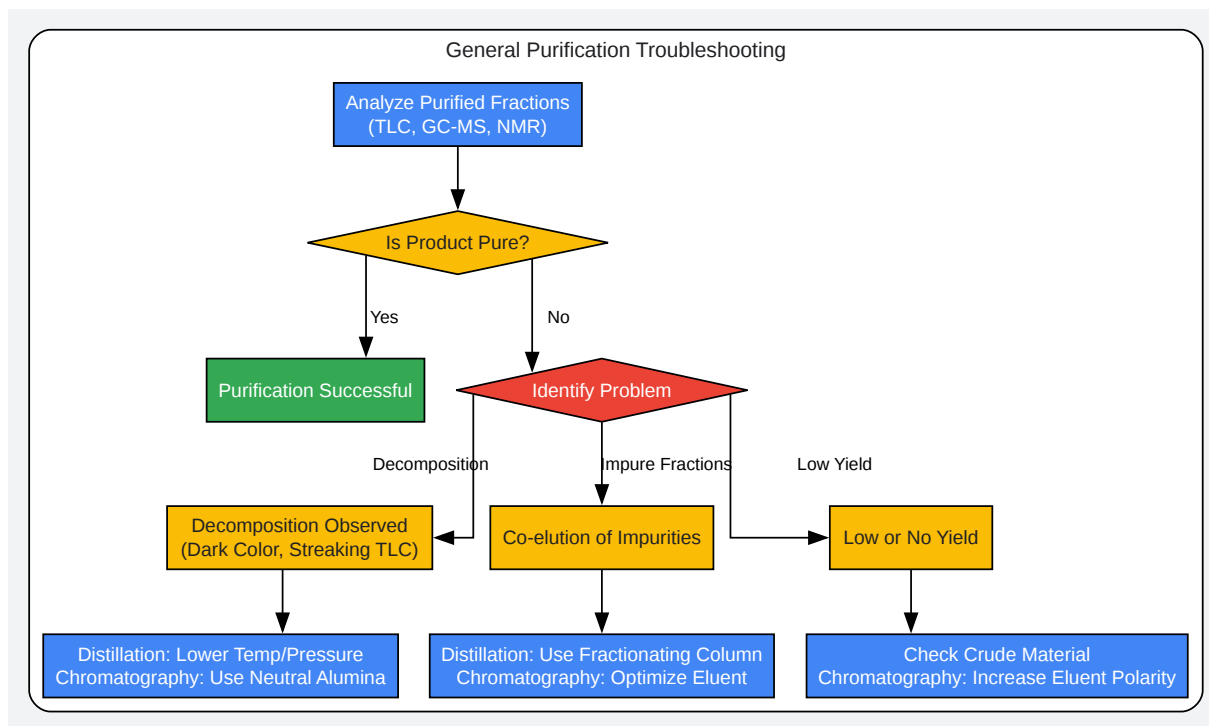 General Purification Troubleshooting
Analyze Purified Fractions
(TLC, GC-MS, NMR)
Is Product Pure?
Yes
No
Purification Successful
Identify Problem
Decomposition
Impure Fractions
Low Yield
Decomposition Observed
(Dark Color, Streaking TLC)
Co-elution of Impurities
Low or No Yield
Distillation: Lower Temp/Pressure
Chromatography: Use Neutral Alumina
Distillation: Use Fractionating Column
Chromatography: Optimize Eluent
Check Crude Material
Chromatography: Increase Eluent Polarity